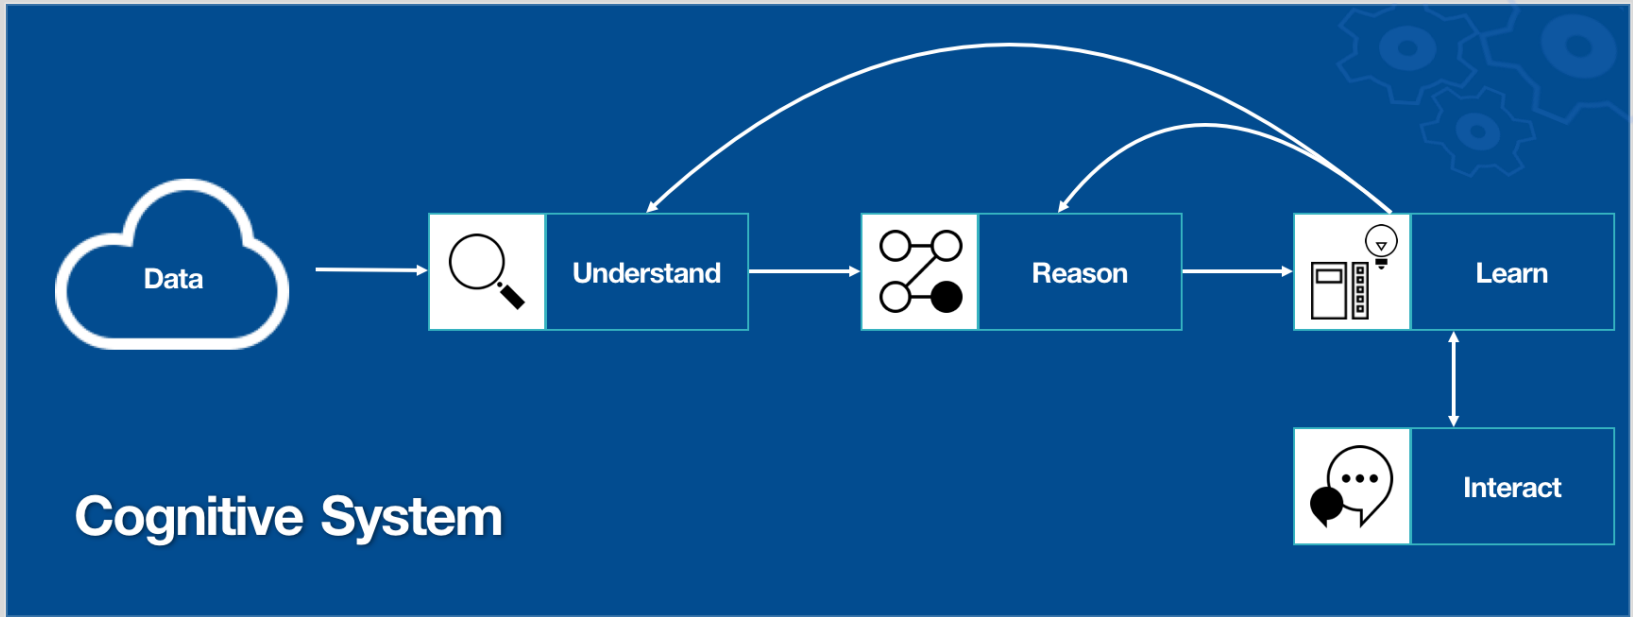 Data
Understand
Reason
Learn
Interact
Cognitive System